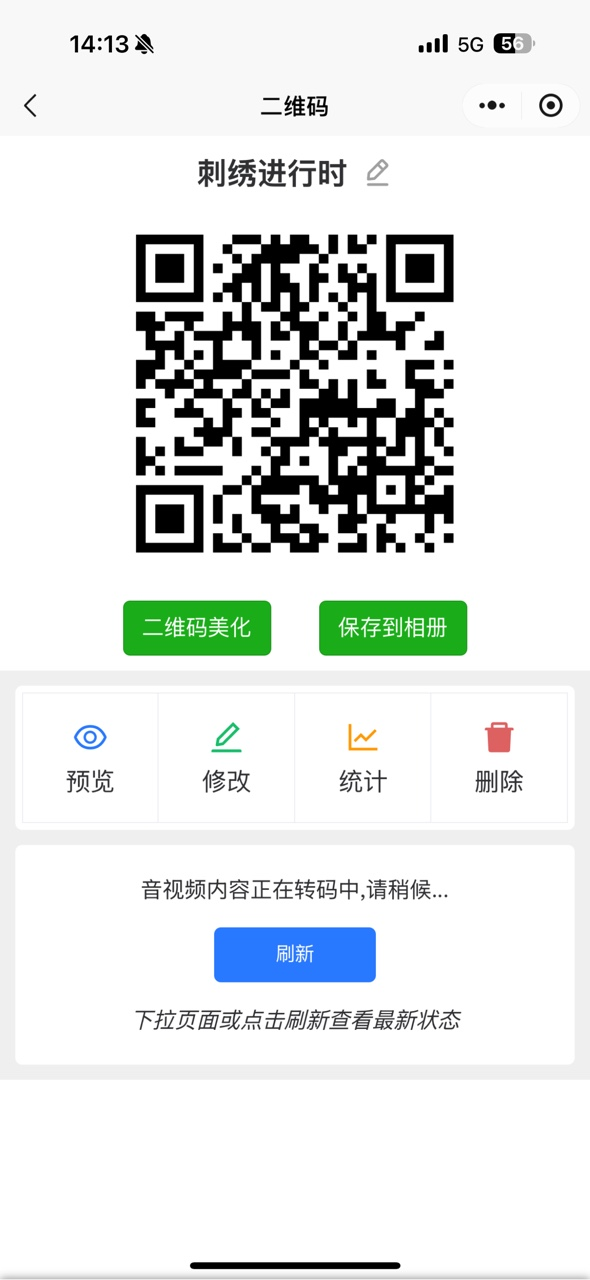 14:13
5G
56
二维码
刺绣进行时
二维码美化
保存到相册
预览
修改
统计
删除
音视频内容正在转码中,请稍候...
刷新
下拉页面或点击刷新查看最新状态